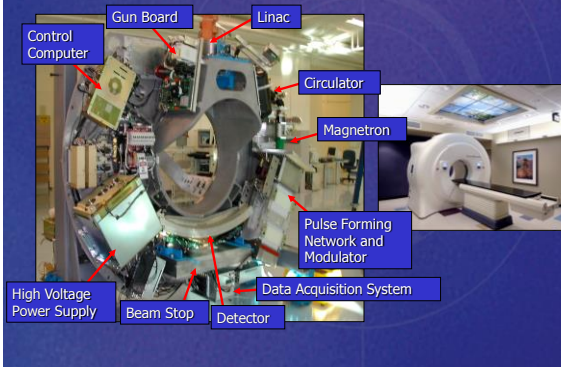 Gun Board
Linac
Control
Computer
Circulator
Magnetron
Pulse Forming
Network and
Modulator
High Voltage
Power Supply
Beam Stop
Detector
Data Acquisition System